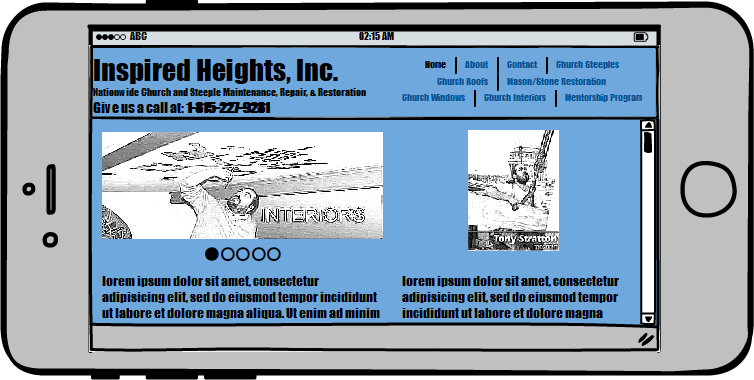 ABC 02:15 AM
Inspired Heights, Inc.
Nationwide Church and Steeple Maintenance, Repair, & Restoration
Give us a call at: 1-815-227-9281
Home About Contact Church Steeples
Church Roofs Mason/Stone Restoration
Church Windows Church Interiors Mentorship Program
INTERIORS
Tony Stratton
lorem ipsum dolor sit amet, consectetur
adipisicing elit, sed do eiusmod tempor incididunt
ut labore et dolore magna aliqua. Ut enim ad minim
lorem ipsum dolor sit amet, consectetur
adipisicing elit, sed do eiusmod tempor
incididunt ut labore et dolore magna